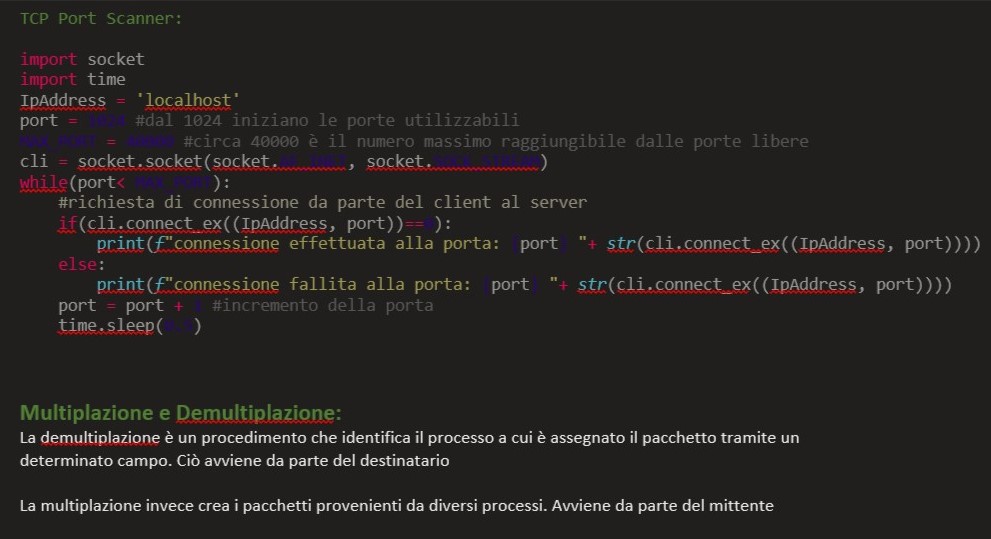 TCP Port Scanner:
import socket
import time
IpAddress = 'localhost'
port = 1024 #dal 1024 iniziano le porte utilizzabili
MAX_PORT = 40000 #circa 40000 è il numero massimo raggiungibile dalle porte libere
cli = socket.socket(socket.AF_INET, socket.SOCK_STREAM)
while(port< MAX_PORT):
#richiesta di connessione da parte del client al server
if(cli.connect_ex((IpAddress, port))==0):
print(f"connessione effettuata alla porta: {port} "+ str(cli.connect_ex((IpAddress, port))))
else:
print(f"connessione fallita alla porta: {port} "+ str(cli.connect_ex((IpAddress, port))))
port = port + 1 #incremento della porta
time.sleep(0.5)
Multiplazione e Demultiplazione:
La demultiplazione è un procedimento che identifica il processo a cui è assegnato il pacchetto tramite un
determinato campo. Ciò avviene da parte del destinatario
La multiplazione invece crea i pacchetti provenienti da diversi processi. Avviene da parte del mittente